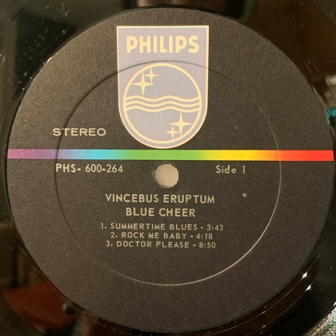 PHILIPS
STEREO
PHS- 600-264 Side 1
VINCEBUS ERUPTUM
BLUE CHEER
1. SUMMERTIME BLUES - 3:43
2. ROCK ME BABY - 4:18
3. DOCTOR PLEASE - 8:50